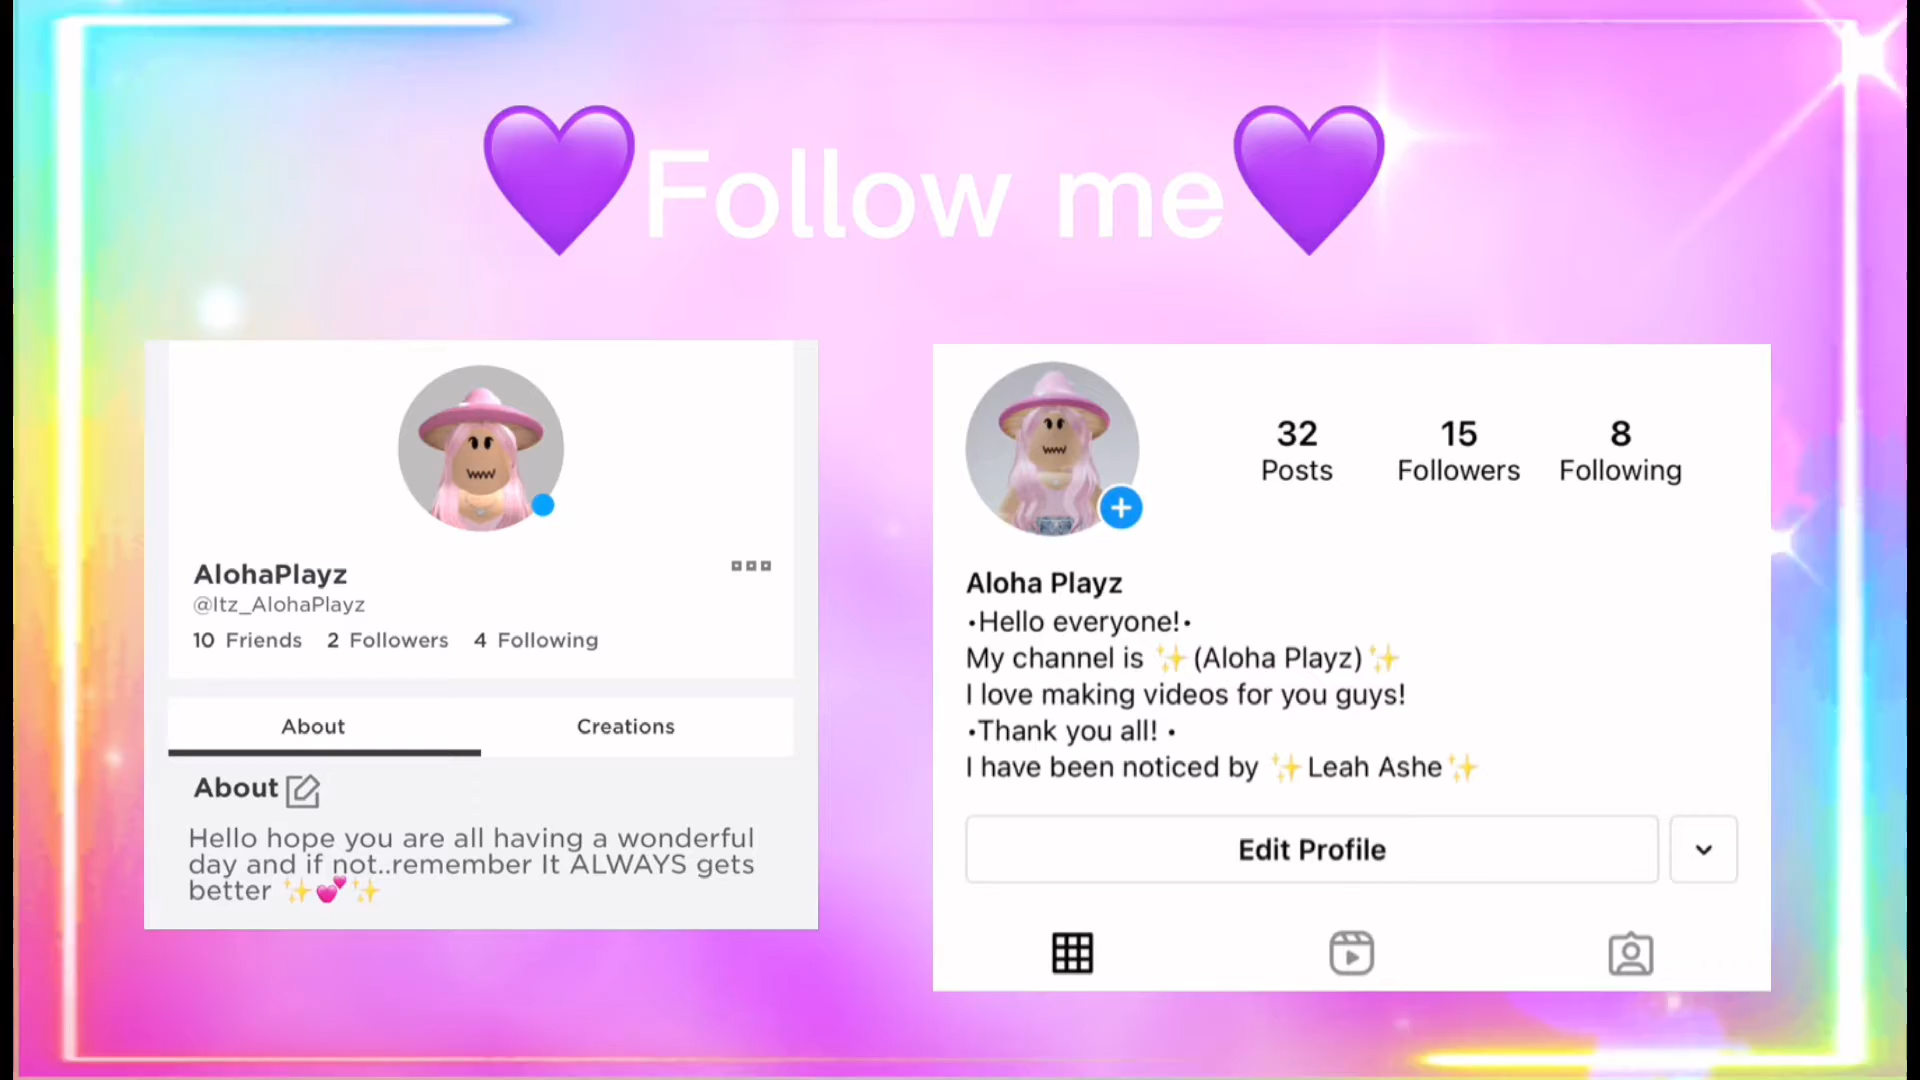 💜Follow me💜
AlohaPlayz
@Itz_AlohaPlayz
10 Friends 2 Followers 4 Following
About Creations
About
Hello hope you are all having a wonderful
day and if not..remember It ALWAYS gets
better ✨💕✨
32 15 8
Posts Followers Following
Aloha Playz
•Hello everyone!•
My channel is ✨(Aloha Playz)✨
I love making videos for you guys!
•Thank you all! •
I have been noticed by ✨Leah Ashe✨
Edit Profile